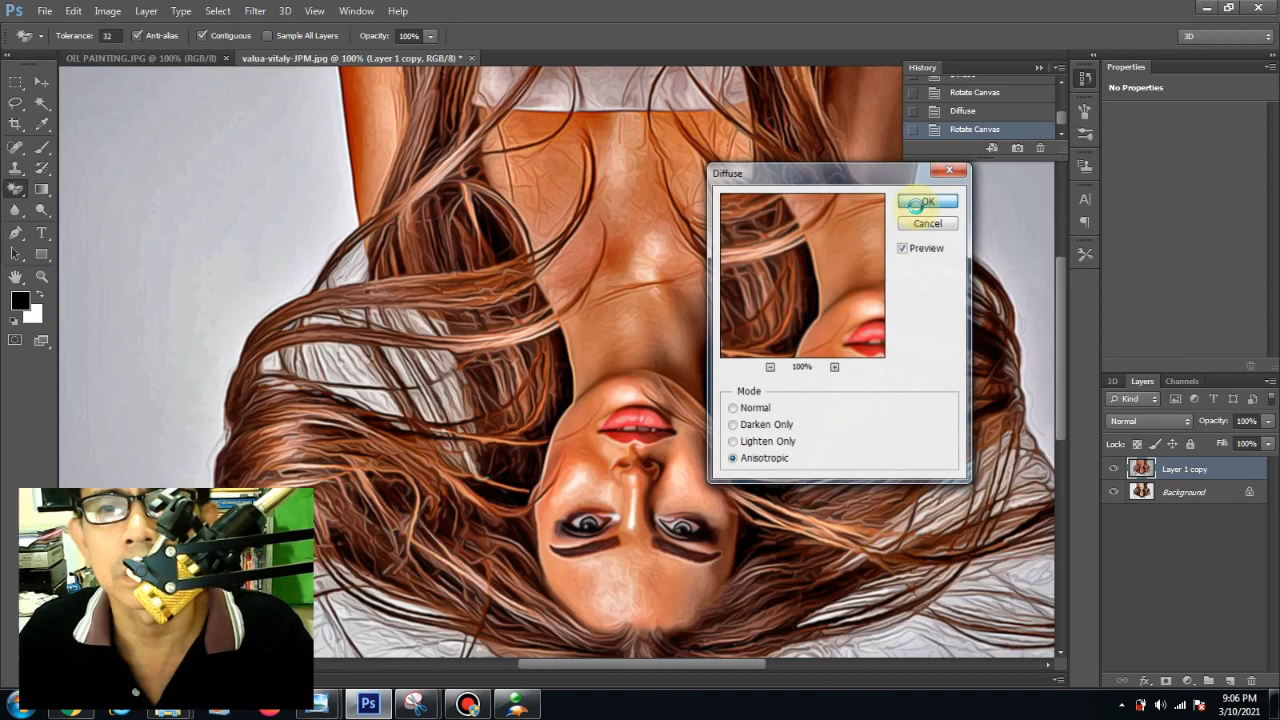 Ps File Edit Image Layer Type Select Filter 3D View Window Help
Tolerance: 32 Anti-alias Contiguous Sample All Layers Opacity: 100% 3D
OIL PAINTING.JPG @ 100% (RGB/8) × valua-vitaly-JPM.jpg @ 100% (Layer 1 copy, RGB/8) * ×
History
Rotate Canvas
Diffuse
Rotate Canvas
Properties
No Properties
Diffuse
OK
Cancel
Preview
100%
Mode
Normal
Darken Only
Lighten Only
Anisotropic
3D Layers Channels
Kind
Normal Opacity: 100%
Lock: Fill: 100%
Layer 1 copy
Background
Ps
9:06 PM
3/10/2021